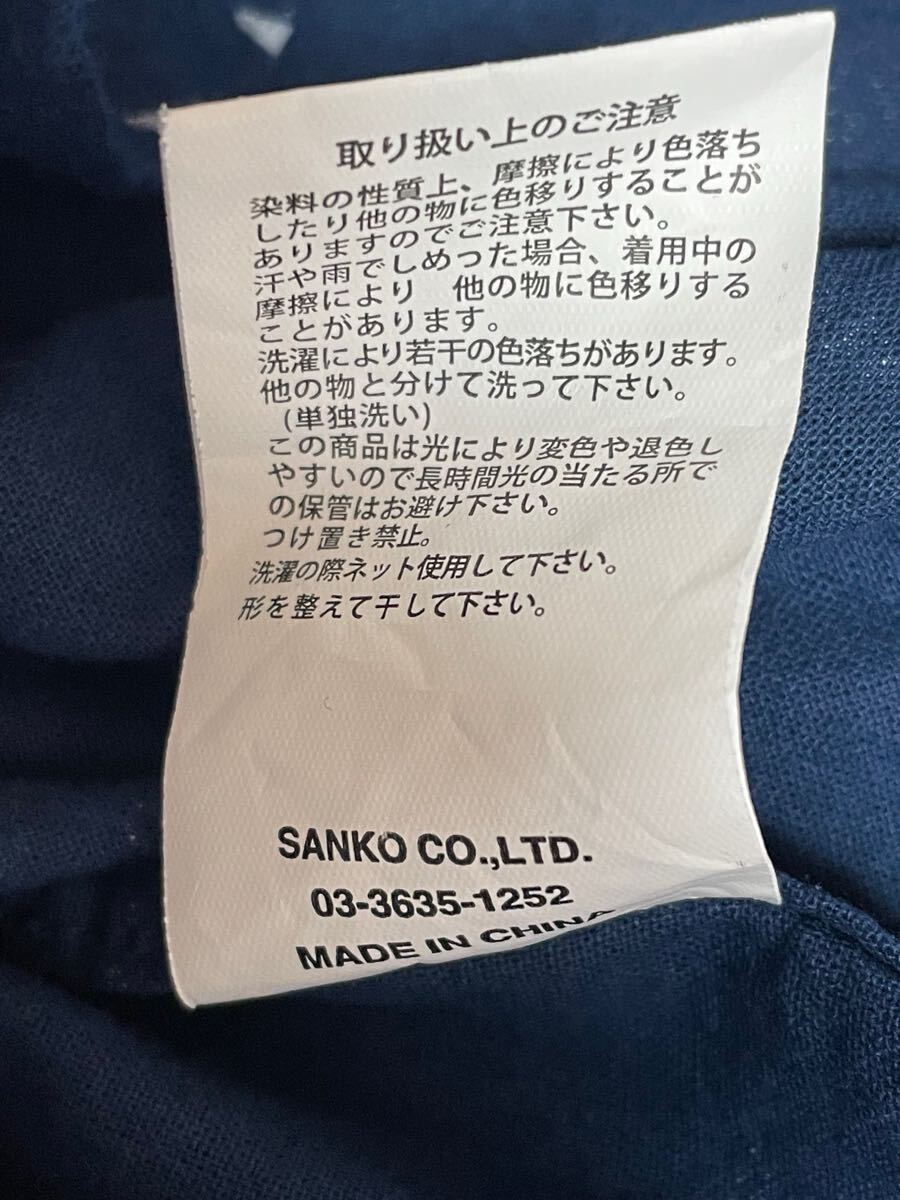 取り扱い上のご注意
染料の性質上、摩擦により色落ち
したり他の物に色移りすることが
ありますのでご注意下さい。
汗や雨でしめった場合、着用中の
摩擦により 他の物に色移りする
ことがあります。
洗濯により若干の色落ちがあります。
他の物と分けて洗って下さい。
(単独洗い)
この商品は光により変色や退色し
やすいので長時間光の当たる所で
の保管はお避け下さい。
つけ置き禁止。
洗濯の際ネット使用して下さい。
形を整えて干して下さい。
SANKO CO.,LTD.
03-3635-1252
MADE IN CHINA